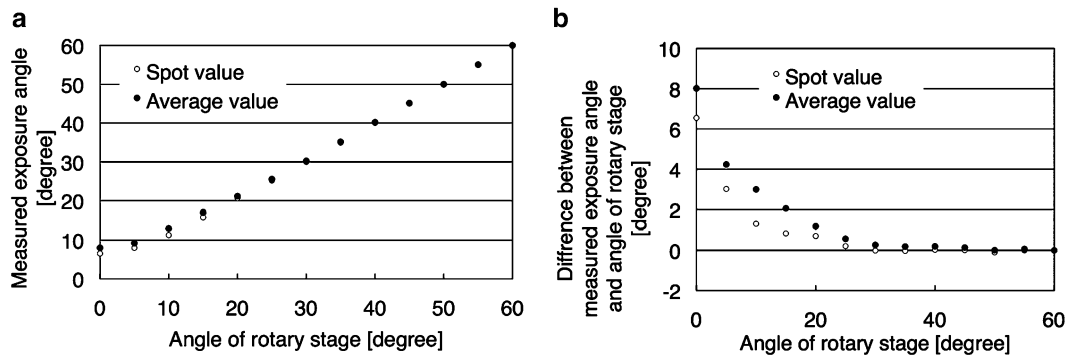 a
Measured exposure angle
[degree]
60
50
40
30
20
10
0
Spot value
Average value
0 10 20 30 40 50 60
Angle of rotary stage [degree]
b
Diffrence between
measured exposure angle
and angle of rotary stage
[degree]
10
8
6
4
2
0
-2
Spot value
Average value
0 20 40 60
Angle of rotary stage [degree]